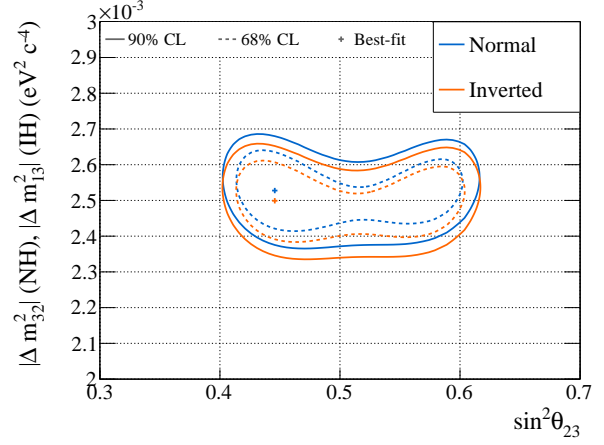 ×10⁻³
— 90% CL ---- 68% CL + Best-fit
Normal
Inverted
|Δ m²₃₂| (NH), |Δ m²₁₃| (IH) (eV² c⁻⁴)
3
2.9
2.8
2.7
2.6
2.5
2.4
2.3
2.2
2.1
2
0.3 0.4 0.5 0.6 0.7
sin²θ₂₃